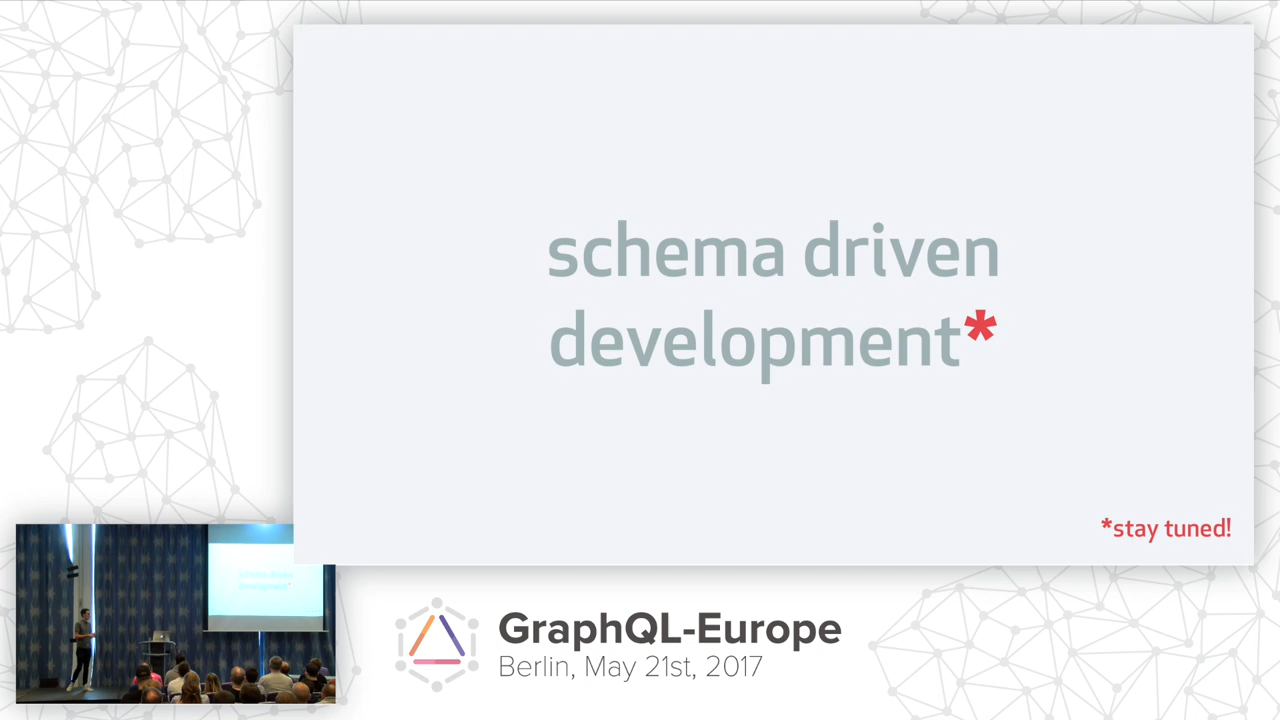 schema driven
development*
*stay tuned!
GraphQL-Europe
Berlin, May 21st, 2017